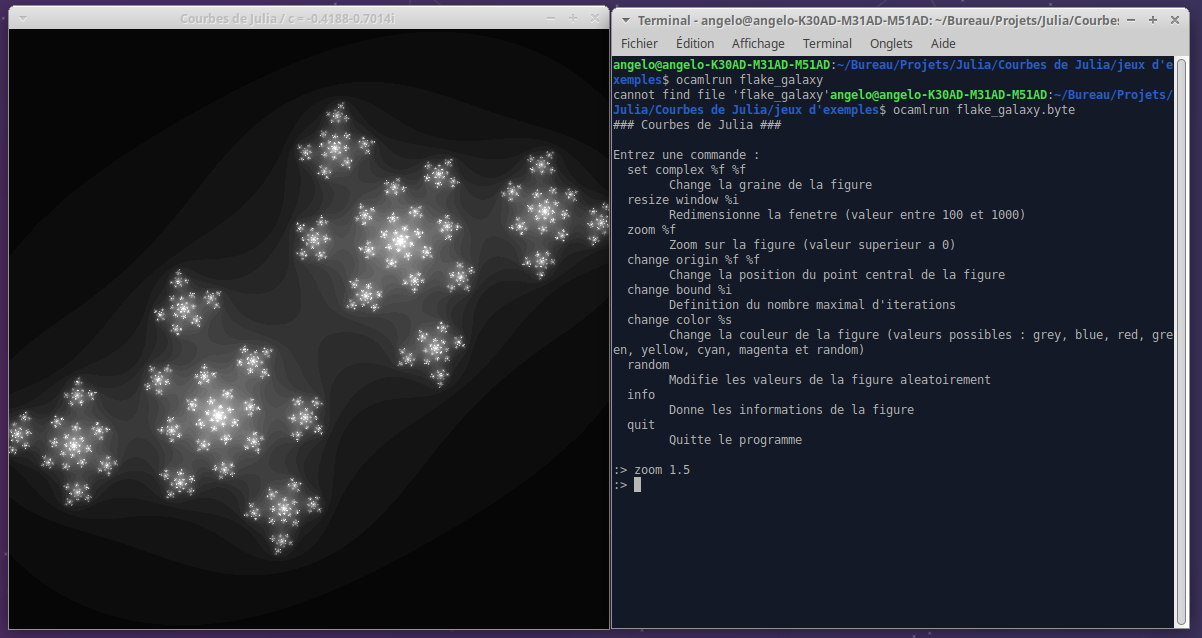 Courbes de Julia / c = -0.4188-0.7014i
Terminal - angelo@angelo-K30AD-M31AD-M51AD: ~/Bureau/Projets/Julia/Courbes
Fichier Édition Affichage Terminal Onglets Aide
angelo@angelo-K30AD-M31AD-M51AD:~/Bureau/Projets/Julia/Courbes de Julia/jeux d'e
xemples$ ocamlrun flake_galaxy
cannot find file 'flake_galaxy'angelo@angelo-K30AD-M31AD-M51AD:~/Bureau/Projets/
Julia/Courbes de Julia/jeux d'exemples$ ocamlrun flake_galaxy.byte
### Courbes de Julia ###
Entrez une commande :
set complex %f %f
Change la graine de la figure
resize window %i
Redimensionne la fenetre (valeur entre 100 et 1000)
zoom %f
Zoom sur la figure (valeur superieur a 0)
change origin %f %f
Change la position du point central de la figure
change bound %i
Definition du nombre maximal d'iterations
change color %s
Change la couleur de la figure (valeurs possibles : grey, blue, red, gre
en, yellow, cyan, magenta et random)
random
Modifie les valeurs de la figure aleatoirement
info
Donne les informations de la figure
quit
Quitte le programme
:> zoom 1.5
:>